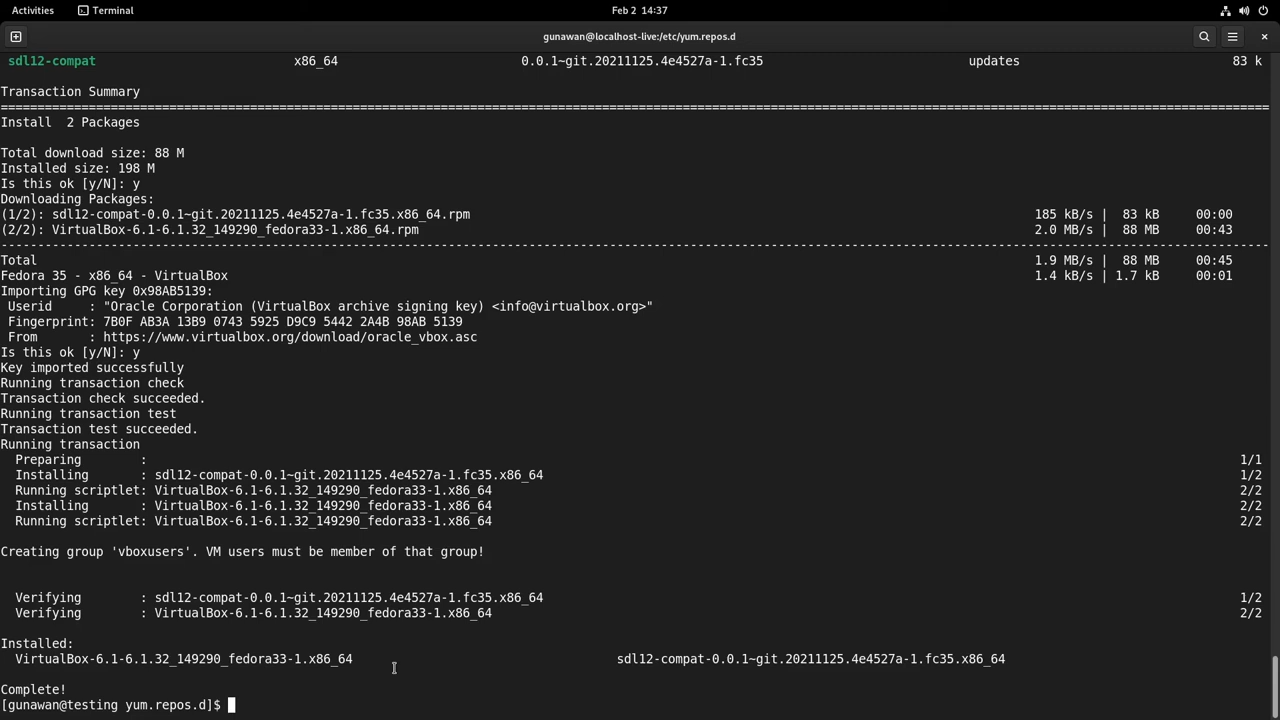 Activities Terminal Feb 2 14:37
gunawan@localhost-live:/etc/yum.repos.d
sdl12-compat x86_64 0.0.1~git.20211125.4e4527a-1.fc35 updates 83 k
Transaction Summary
================================================================================
Install 2 Packages
Total download size: 88 M
Installed size: 198 M
Is this ok [y/N]: y
Downloading Packages:
(1/2): sdl12-compat-0.0.1~git.20211125.4e4527a-1.fc35.x86_64.rpm 185 kB/s | 83 kB 00:00
(2/2): VirtualBox-6.1-6.1.32_149290_fedora33-1.x86_64.rpm 2.0 MB/s | 88 MB 00:43
--------------------------------------------------------------------------------
Total 1.9 MB/s | 88 MB 00:45
Fedora 35 - x86_64 - VirtualBox 1.4 kB/s | 1.7 kB 00:01
Importing GPG key 0x98AB5139:
Userid : "Oracle Corporation (VirtualBox archive signing key) <info@virtualbox.org>"
Fingerprint: 7B0F AB3A 13B9 0743 5925 D9C9 5442 2A4B 98AB 5139
From : https://www.virtualbox.org/download/oracle_vbox.asc
Is this ok [y/N]: y
Key imported successfully
Running transaction check
Transaction check succeeded.
Running transaction test
Transaction test succeeded.
Running transaction
Preparing : 1/1
Installing : sdl12-compat-0.0.1~git.20211125.4e4527a-1.fc35.x86_64 1/2
Running scriptlet: VirtualBox-6.1-6.1.32_149290_fedora33-1.x86_64 2/2
Installing : VirtualBox-6.1-6.1.32_149290_fedora33-1.x86_64 2/2
Running scriptlet: VirtualBox-6.1-6.1.32_149290_fedora33-1.x86_64 2/2
Creating group 'vboxusers'. VM users must be member of that group!
Verifying : sdl12-compat-0.0.1~git.20211125.4e4527a-1.fc35.x86_64 1/2
Verifying : VirtualBox-6.1-6.1.32_149290_fedora33-1.x86_64 2/2
Installed:
VirtualBox-6.1-6.1.32_149290_fedora33-1.x86_64 sdl12-compat-0.0.1~git.20211125.4e4527a-1.fc35.x86_64
Complete!
[gunawan@testing yum.repos.d]$